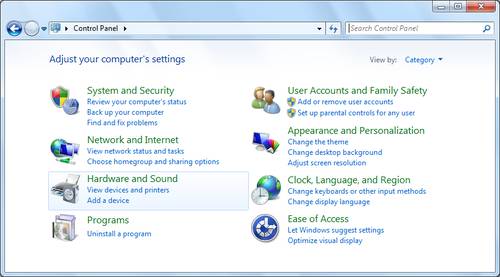 Control Panel
Search Control Panel
Adjust your computer's settings
View by: Category
System and Security
Review your computer's status
Back up your computer
Find and fix problems
Network and Internet
View network status and tasks
Choose homegroup and sharing options
Hardware and Sound
View devices and printers
Add a device
Programs
Uninstall a program
User Accounts and Family Safety
Add or remove user accounts
Set up parental controls for any user
Appearance and Personalization
Change the theme
Change desktop background
Adjust screen resolution
Clock, Language, and Region
Change keyboards or other input methods
Change display language
Ease of Access
Let Windows suggest settings
Optimize visual display